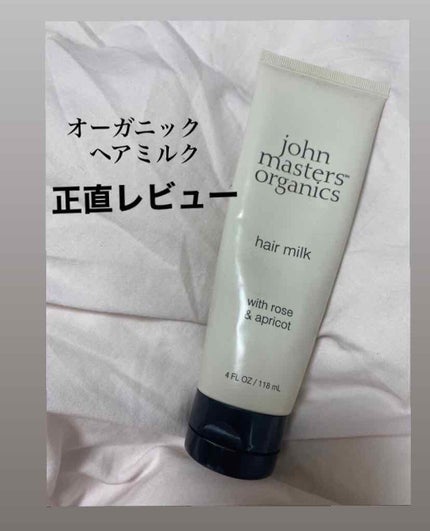 オーガニック
ヘアミルク
正直レビュー
john
masters™
organics
hair milk
with rose
& apricot
4 FL OZ / 118 mL